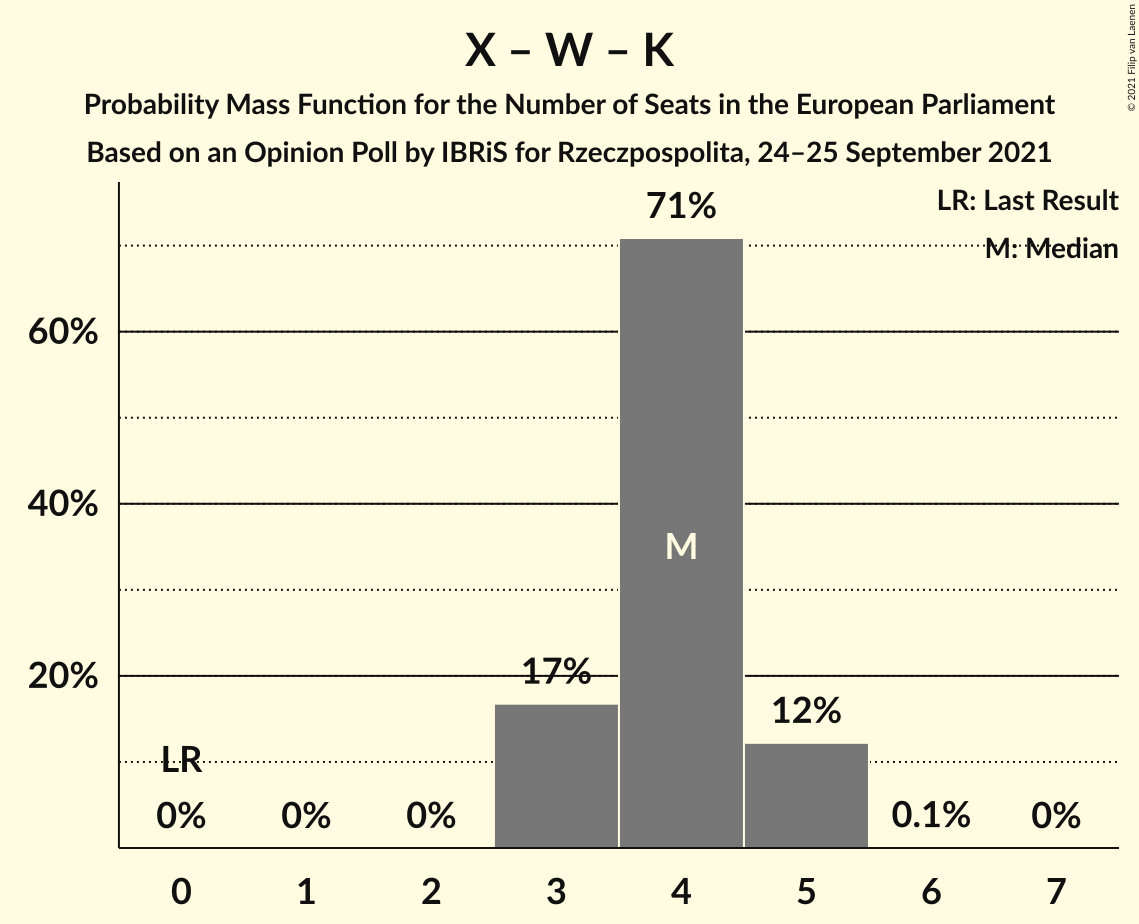 X – W – K
Probability Mass Function for the Number of Seats in the European Parliament
Based on an Opinion Poll by IBRiS for Rzeczpospolita, 24–25 September 2021
© 2021 Filip van Laenen
LR: Last Result
M: Median
71%
60%
40%
M
20%
17%
12%
LR
0%
0%
0%
0.1%
0%
0 1 2 3 4 5 6 7